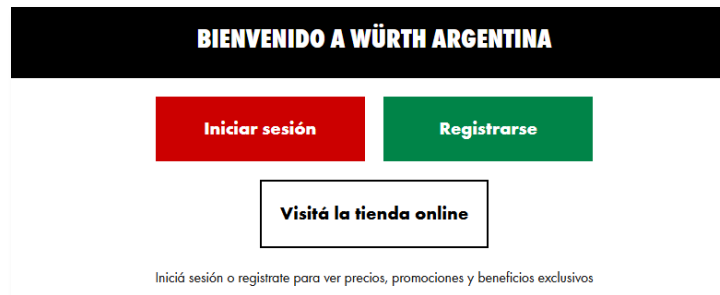 BIENVENIDO A WÜRTH ARGENTINA
Iniciar sesión
Registrarse
Visitá la tienda online
Iniciá sesión o registrate para ver precios, promociones y beneficios exclusivos